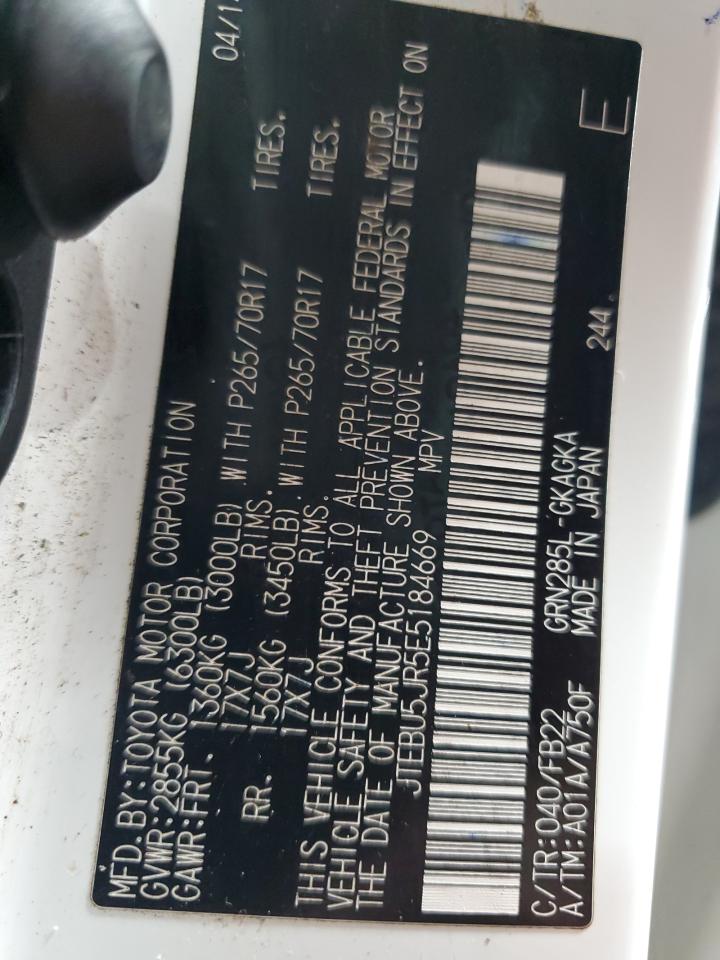 MFD. BY:TOYOTA MOTOR CORPORATION 04/1
GVWR:2855KG (6300LB)
GAWR:FRT. 1360KG (3000LB) WITH P265/70R17 TIRES.
17X7J RIMS.
RR. 1560KG (3450LB) WITH P265/70R17 TIRES.
17X7J RIMS.
THIS VEHICLE CONFORMS TO ALL APPLICABLE FEDERAL MOTOR
VEHICLE SAFETY AND THEFT PREVENTION STANDARDS IN EFFECT ON
THE DATE OF MANUFACTURE SHOWN ABOVE.
JTEBU5JR5E5184669 MPV
C/TR:040/FB22 GRN285L-GKAGKA 244 E
A/TM:A01A/A750F MADE IN JAPAN